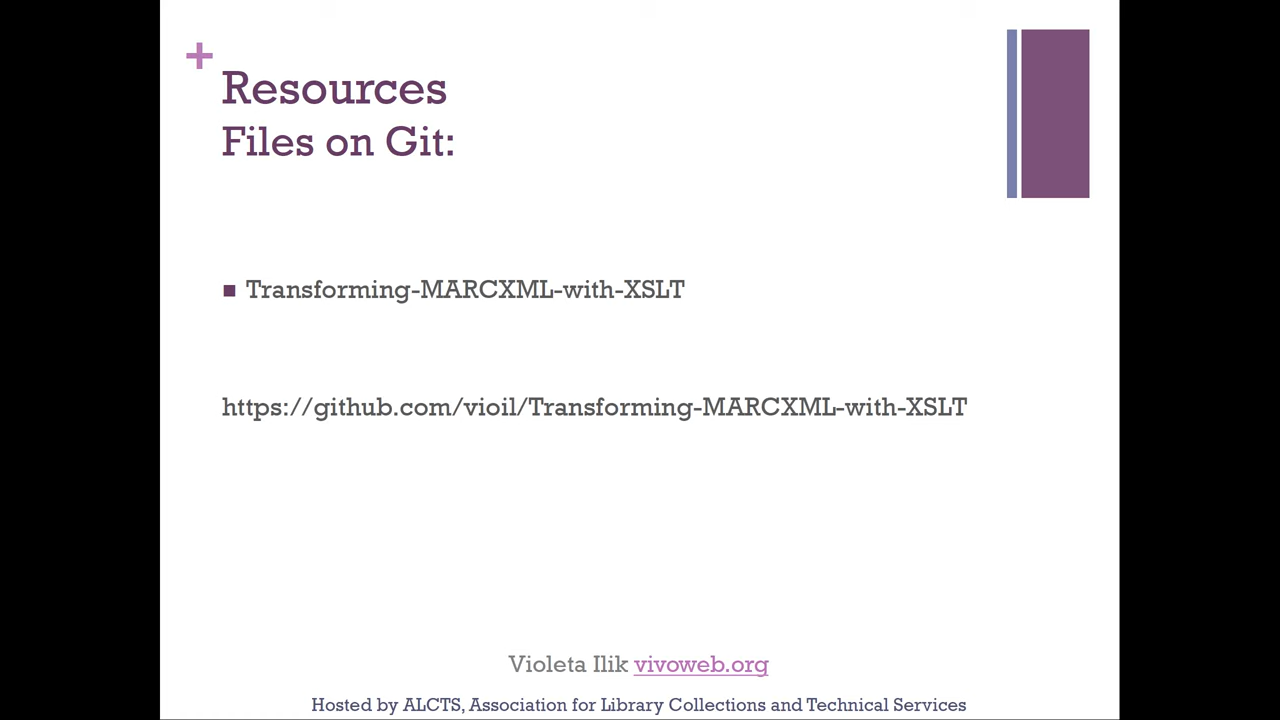 +
Resources
Files on Git:
■ Transforming-MARCXML-with-XSLT
https://github.com/vioil/Transforming-MARCXML-with-XSLT
Violeta Ilik vivoweb.org
Hosted by ALCTS, Association for Library Collections and Technical Services